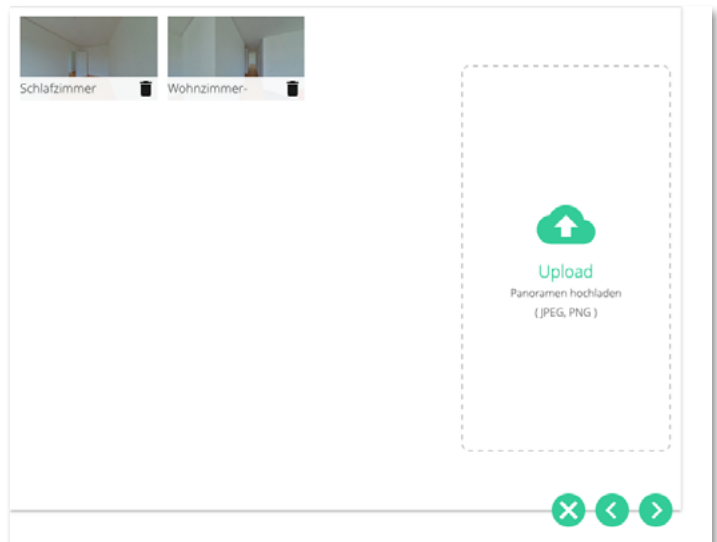 Schlafzimmer
Wohnzimmer-
Upload
Panoramen hochladen
( JPEG, PNG )